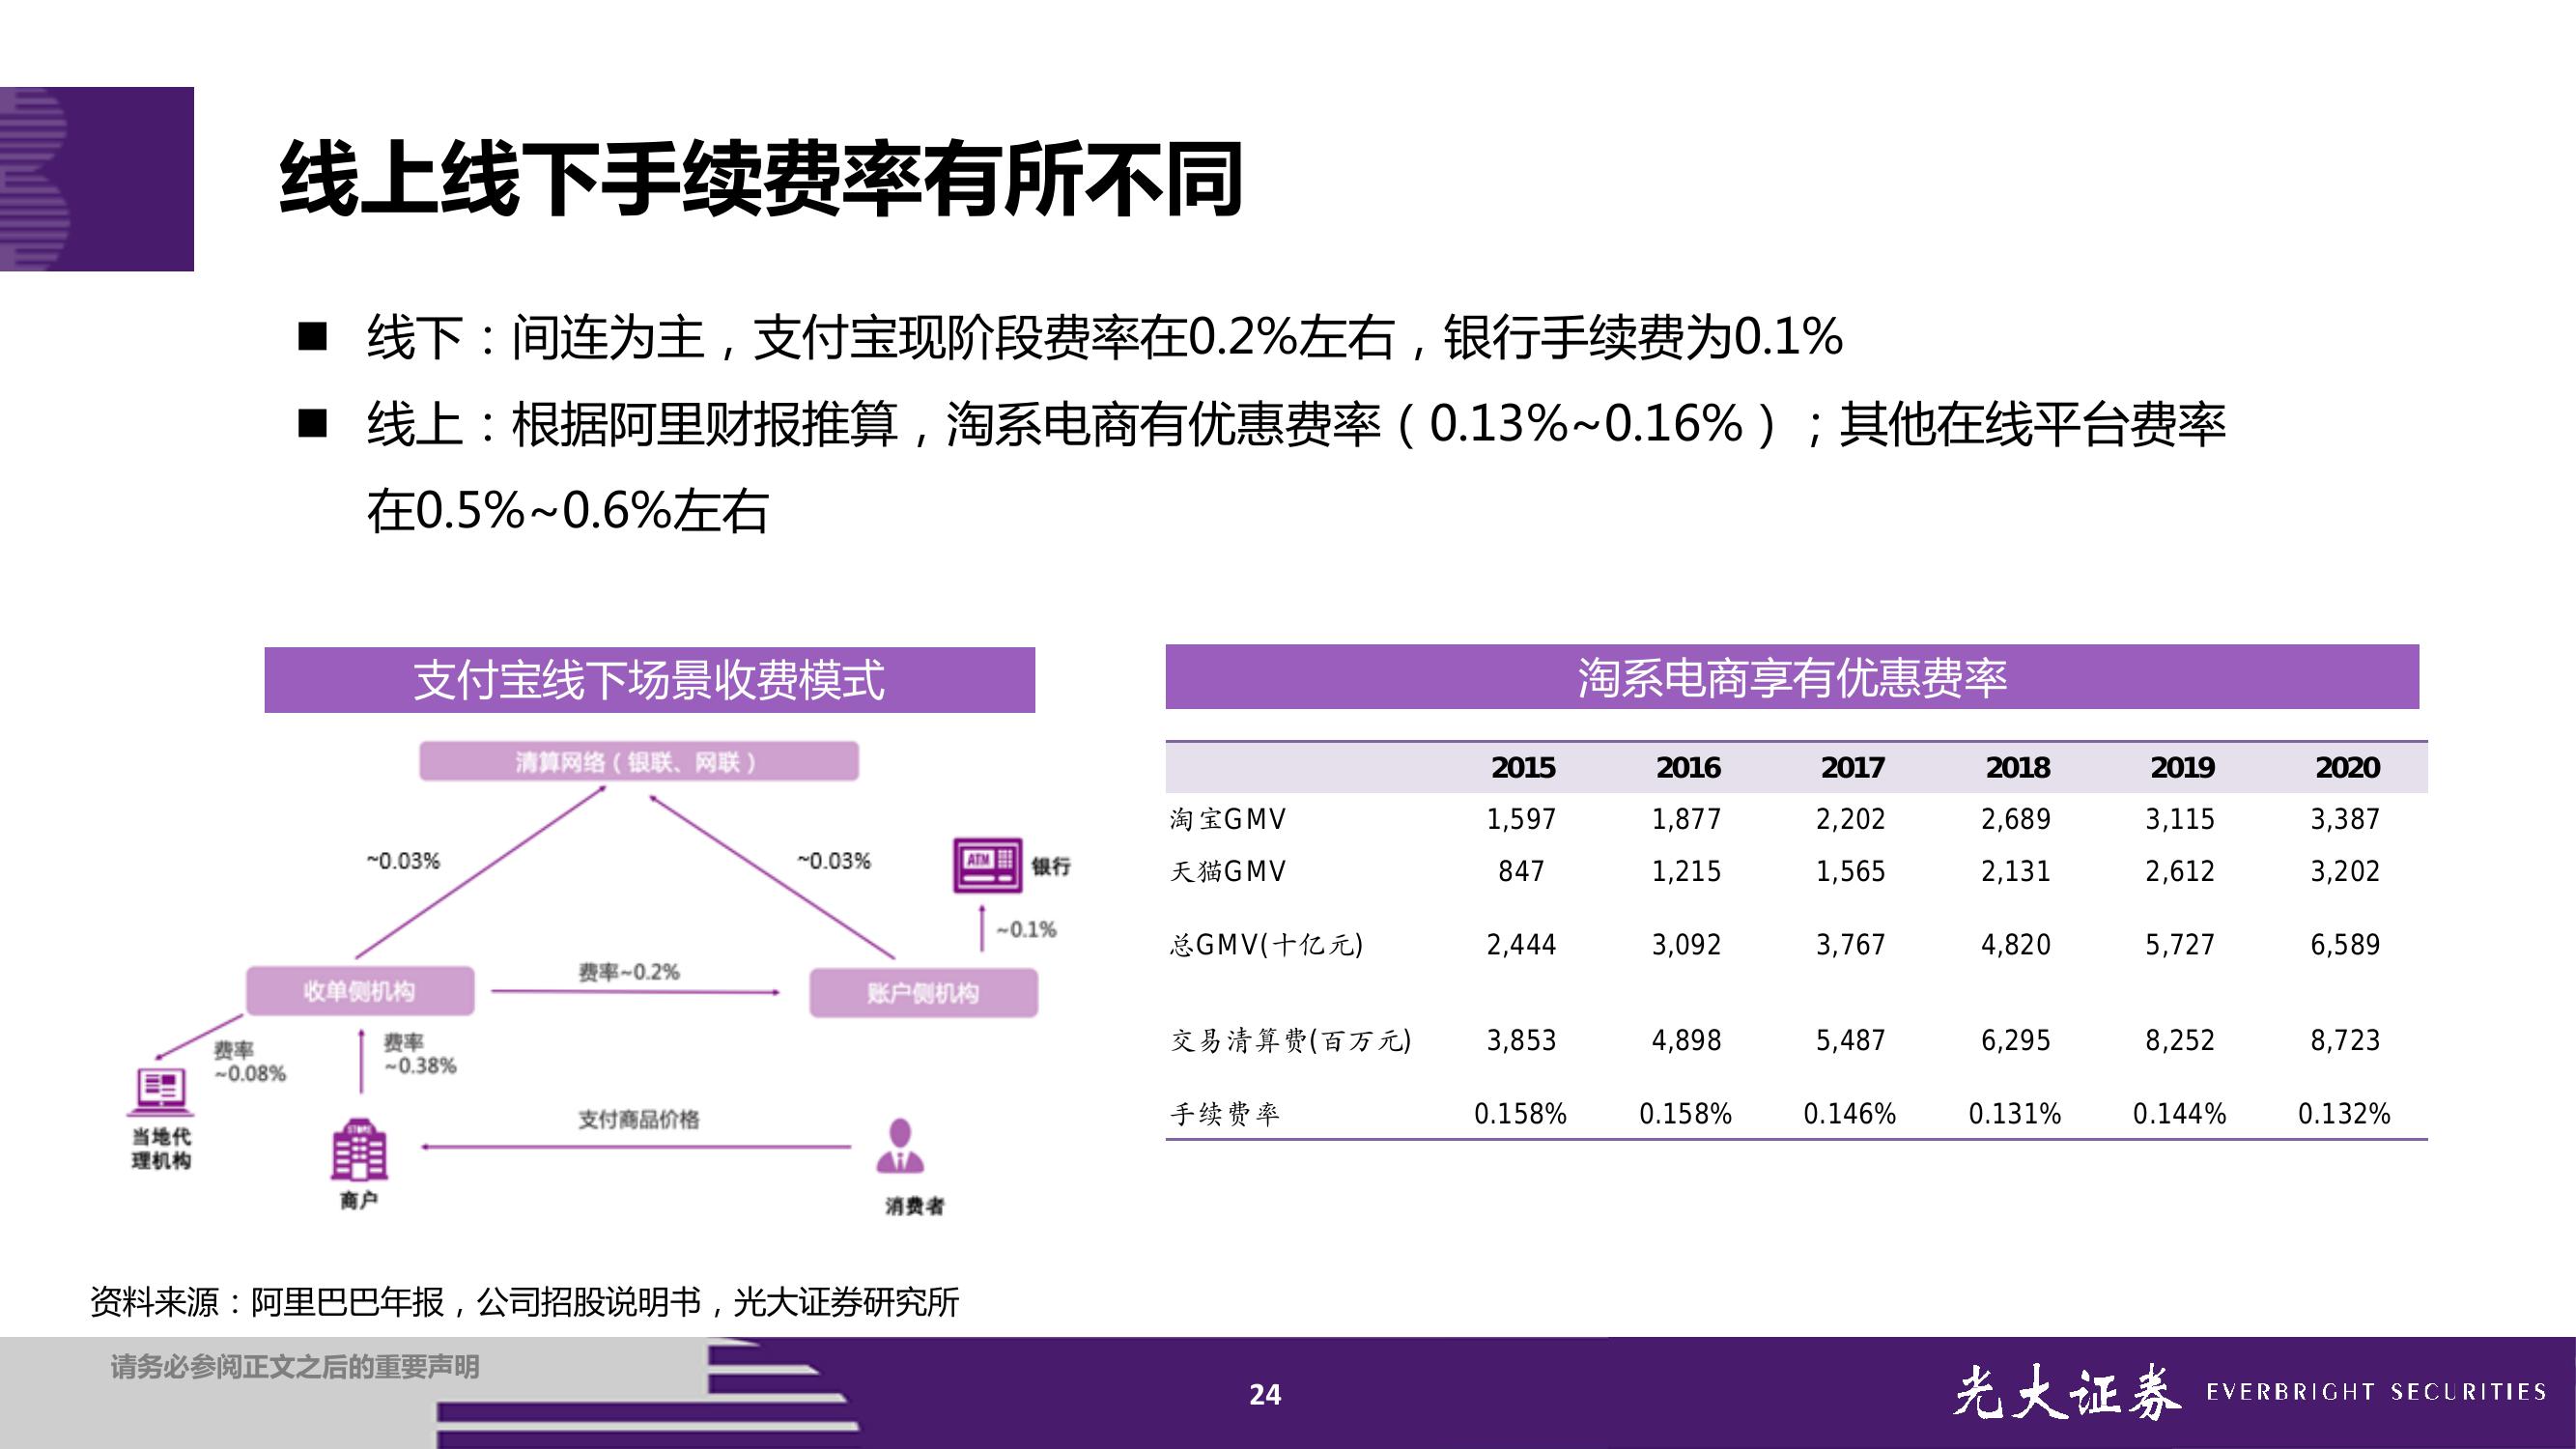 线上线下手续费率有所不同
■ 线下：间连为主，支付宝现阶段费率在0.2%左右，银行手续费为0.1%
■ 线上：根据阿里财报推算，淘系电商有优惠费率（0.13%~0.16%）；其他在线平台费率
在0.5%~0.6%左右
支付宝线下场景收费模式
清算网络（银联、网联）
~0.03%
~0.03%
ATM
银行
~0.1%
收单侧机构
费率~0.2%
账户侧机构
费率
~0.08%
费率
~0.38%
当地代
理机构
STORE
商户
支付商品价格
消费者
淘系电商享有优惠费率
2015 2016 2017 2018 2019 2020
淘宝GMV 1,597 1,877 2,202 2,689 3,115 3,387
天猫GMV 847 1,215 1,565 2,131 2,612 3,202
总GMV(十亿元) 2,444 3,092 3,767 4,820 5,727 6,589
交易清算费(百万元) 3,853 4,898 5,487 6,295 8,252 8,723
手续费率 0.158% 0.158% 0.146% 0.131% 0.144% 0.132%
资料来源：阿里巴巴年报，公司招股说明书，光大证券研究所
请务必参阅正文之后的重要声明
24
光大证券 EVERBRIGHT SECURITIES